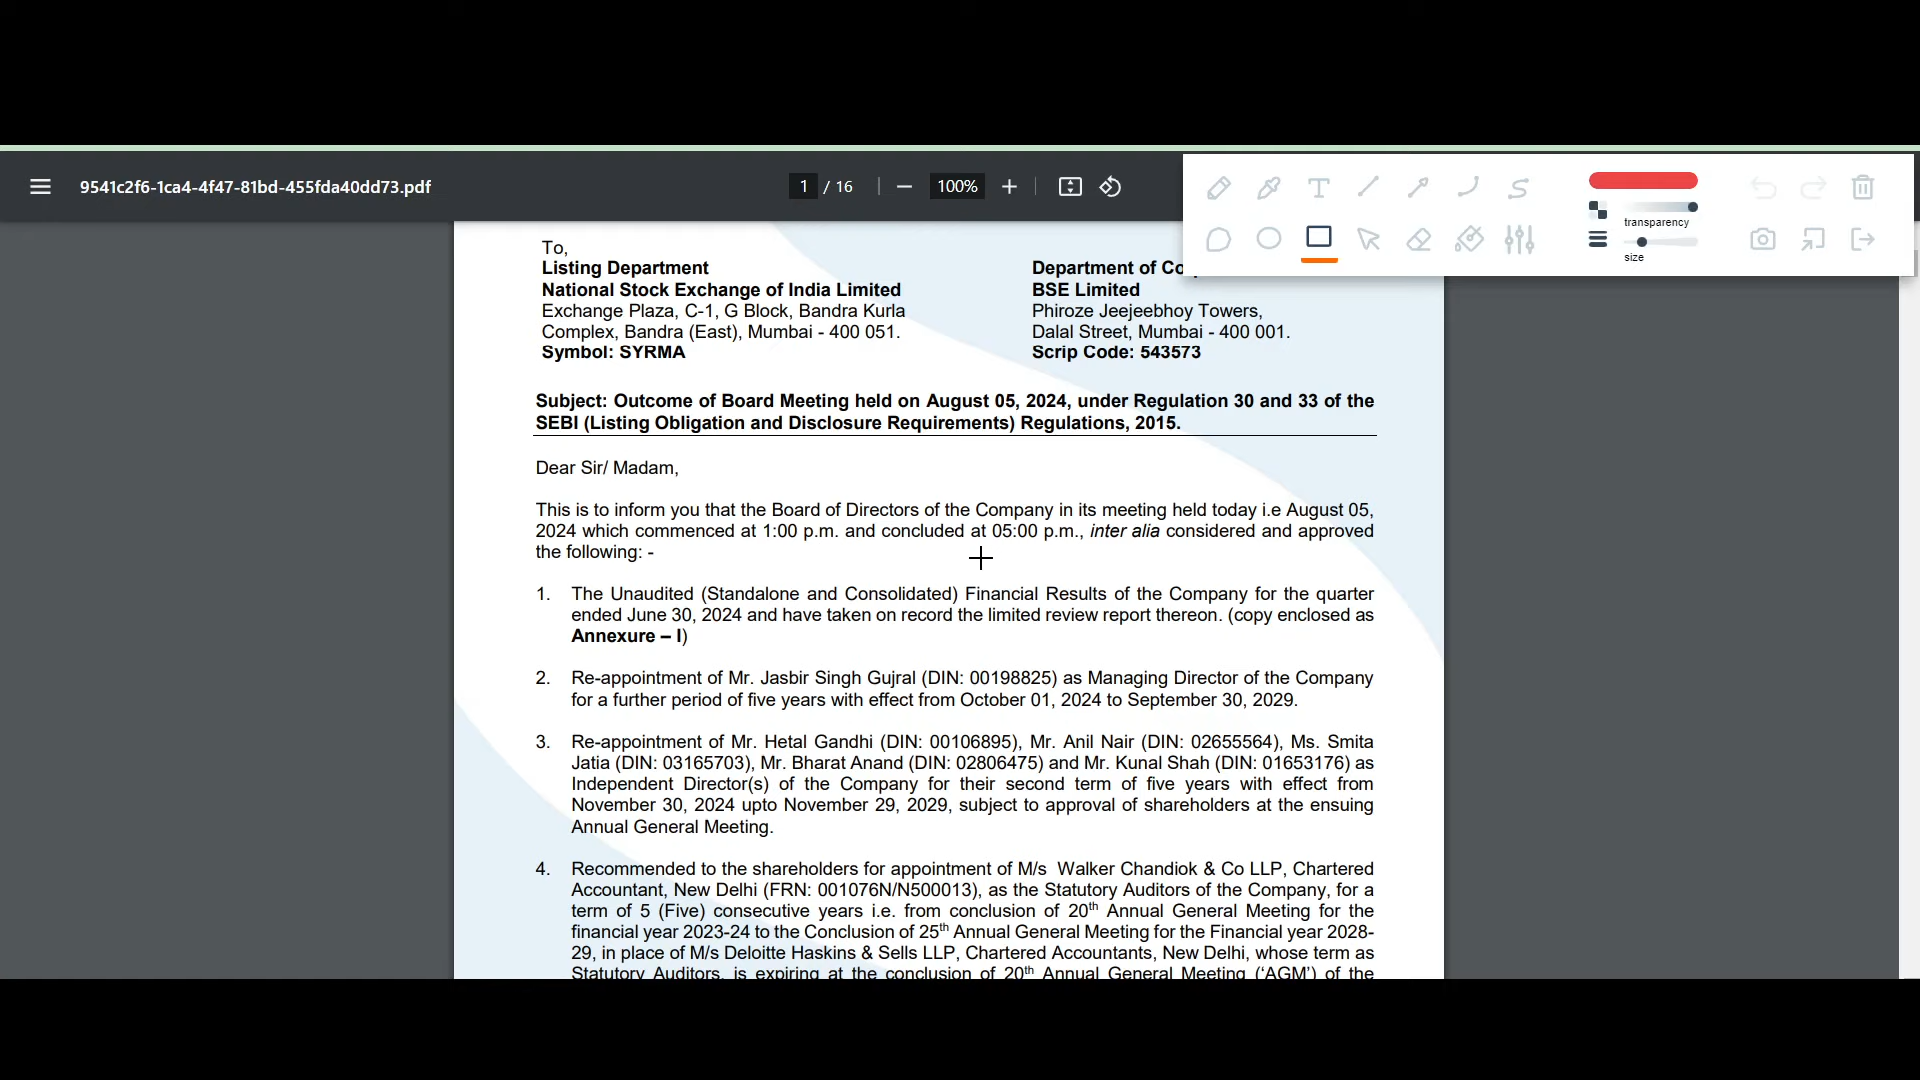 9541c2f6-1ca4-4f47-81bd-455fda40dd73.pdf
1 / 16
100%
transparency
size
To,
Listing Department
National Stock Exchange of India Limited
Exchange Plaza, C-1, G Block, Bandra Kurla
Complex, Bandra (East), Mumbai - 400 051.
Symbol: SYRMA
Department of Co
BSE Limited
Phiroze Jeejeebhoy Towers,
Dalal Street, Mumbai - 400 001.
Scrip Code: 543573
Subject: Outcome of Board Meeting held on August 05, 2024, under Regulation 30 and 33 of the
SEBI (Listing Obligation and Disclosure Requirements) Regulations, 2015.
Dear Sir/ Madam,
This is to inform you that the Board of Directors of the Company in its meeting held today i.e August 05,
2024 which commenced at 1:00 p.m. and concluded at 05:00 p.m., inter alia considered and approved
the following: -
1. The Unaudited (Standalone and Consolidated) Financial Results of the Company for the quarter
ended June 30, 2024 and have taken on record the limited review report thereon. (copy enclosed as
Annexure – I)
2. Re-appointment of Mr. Jasbir Singh Gujral (DIN: 00198825) as Managing Director of the Company
for a further period of five years with effect from October 01, 2024 to September 30, 2029.
3. Re-appointment of Mr. Hetal Gandhi (DIN: 00106895), Mr. Anil Nair (DIN: 02655564), Ms. Smita
Jatia (DIN: 03165703), Mr. Bharat Anand (DIN: 02806475) and Mr. Kunal Shah (DIN: 01653176) as
Independent Director(s) of the Company for their second term of five years with effect from
November 30, 2024 upto November 29, 2029, subject to approval of shareholders at the ensuing
Annual General Meeting.
4. Recommended to the shareholders for appointment of M/s Walker Chandiok & Co LLP, Chartered
Accountant, New Delhi (FRN: 001076N/N500013), as the Statutory Auditors of the Company, for a
term of 5 (Five) consecutive years i.e. from conclusion of 20th Annual General Meeting for the
financial year 2023-24 to the Conclusion of 25th Annual General Meeting for the Financial year 2028-
29, in place of M/s Deloitte Haskins & Sells LLP, Chartered Accountants, New Delhi, whose term as
Statutory Auditors, is expiring at the conclusion of 20th Annual General Meeting ('AGM') of the